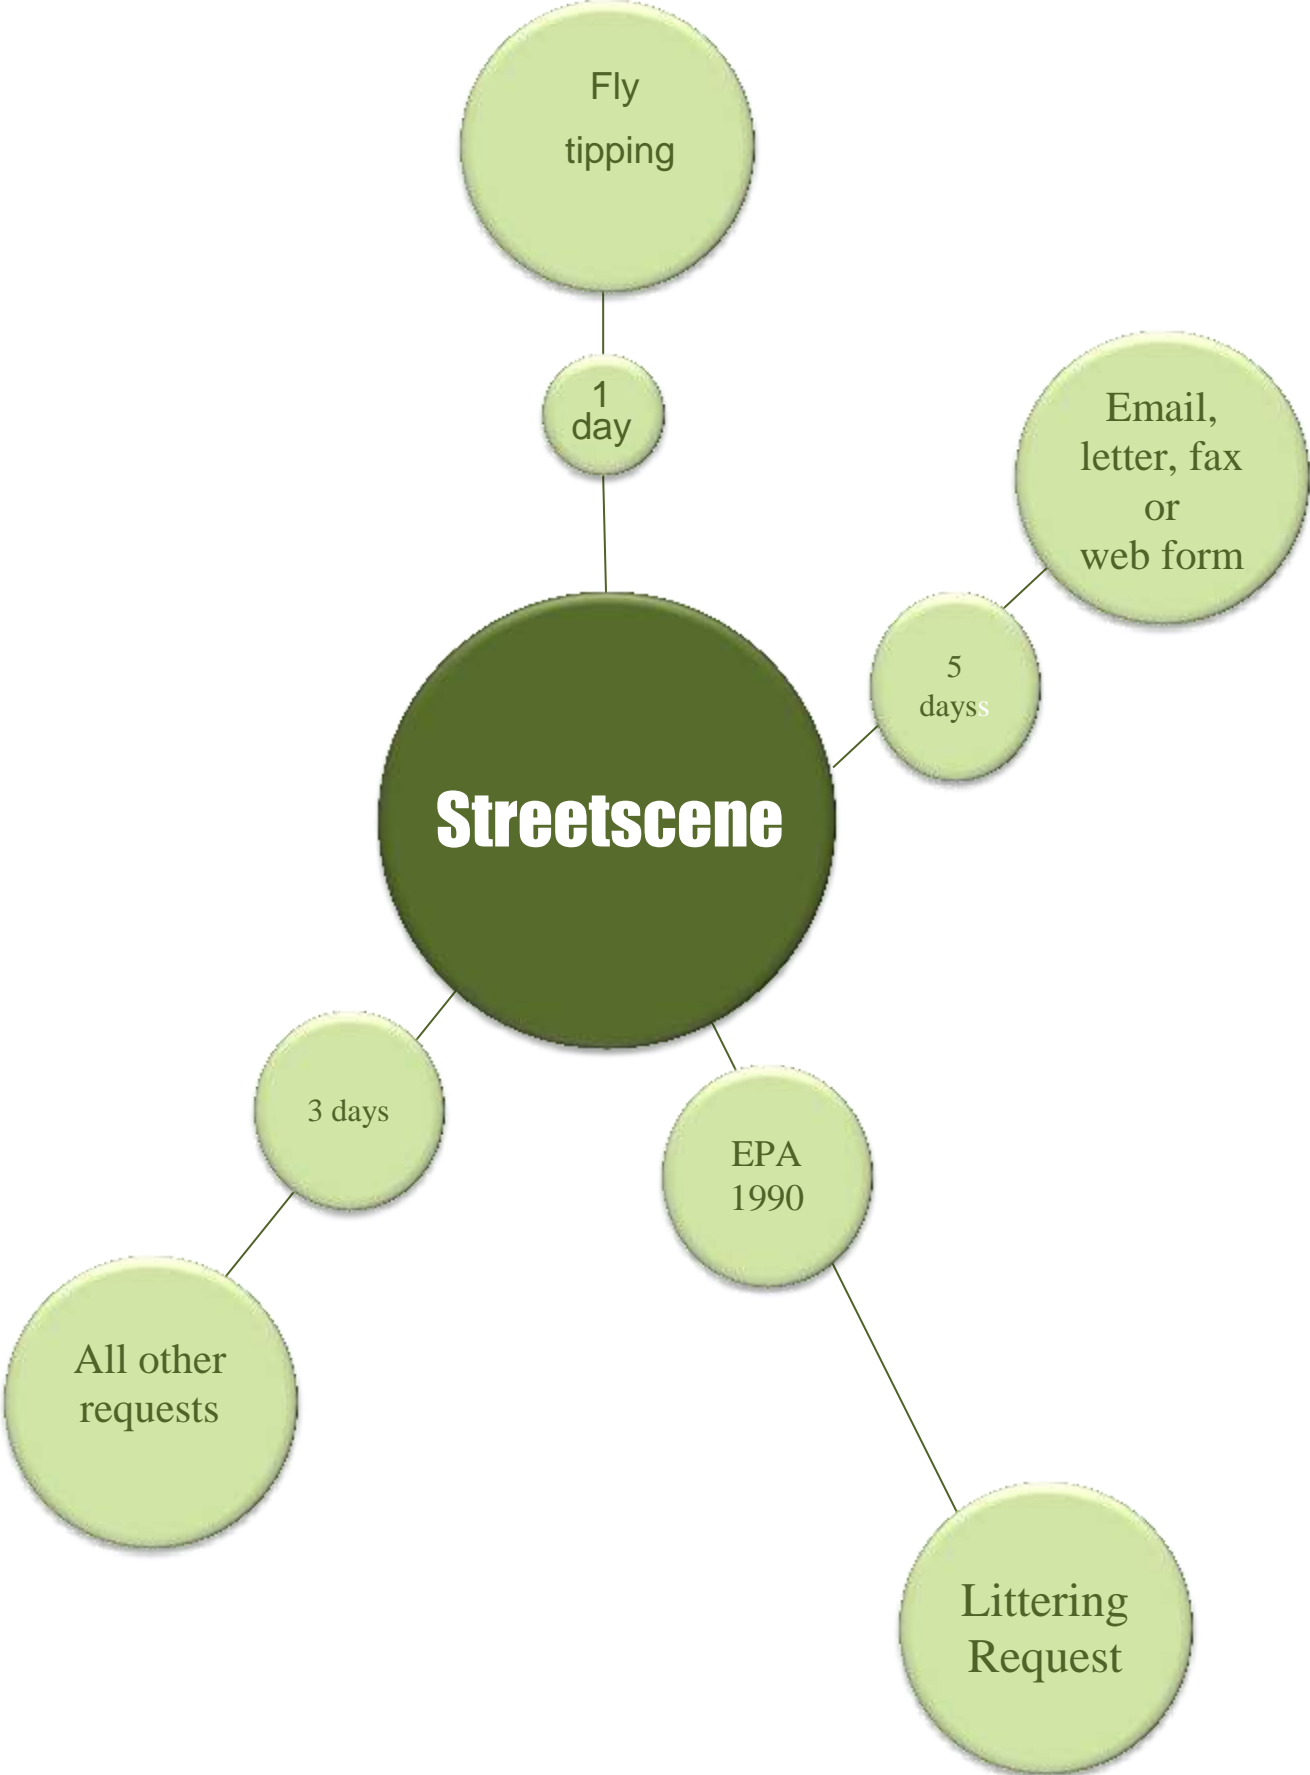 Fly
tipping
1
day
Email,
letter, fax
or
web form
5
dayss
Streetscene
3 days
EPA
1990
All other
requests
Littering
Request